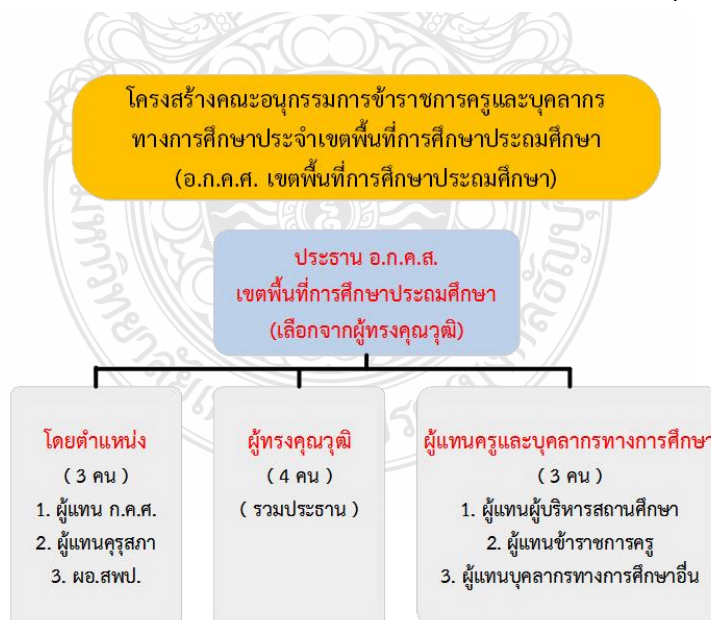 โครงสร้างคณะอนุกรรมการข้าราชการครูและบุคลากร
ทางการศึกษาประจำเขตพื้นที่การศึกษาประถมศึกษา
(อ.ก.ค.ศ. เขตพื้นที่การศึกษาประถมศึกษา)
ประธาน อ.ก.ค.ส.
เขตพื้นที่การศึกษาประถมศึกษา
(เลือกจากผู้ทรงคุณวุฒิ)
โดยตำแหน่ง
( 3 คน )
1. ผู้แทน ก.ค.ศ.
2. ผู้แทนคุรุสภา
3. ผอ.สพป.
ผู้ทรงคุณวุฒิ
( 4 คน )
( รวมประธาน )
ผู้แทนครูและบุคลากรทางการศึกษา
( 3 คน )
1. ผู้แทนผู้บริหารสถานศึกษา
2. ผู้แทนข้าราชการครู
3. ผู้แทนบุคลากรทางการศึกษาอื่น